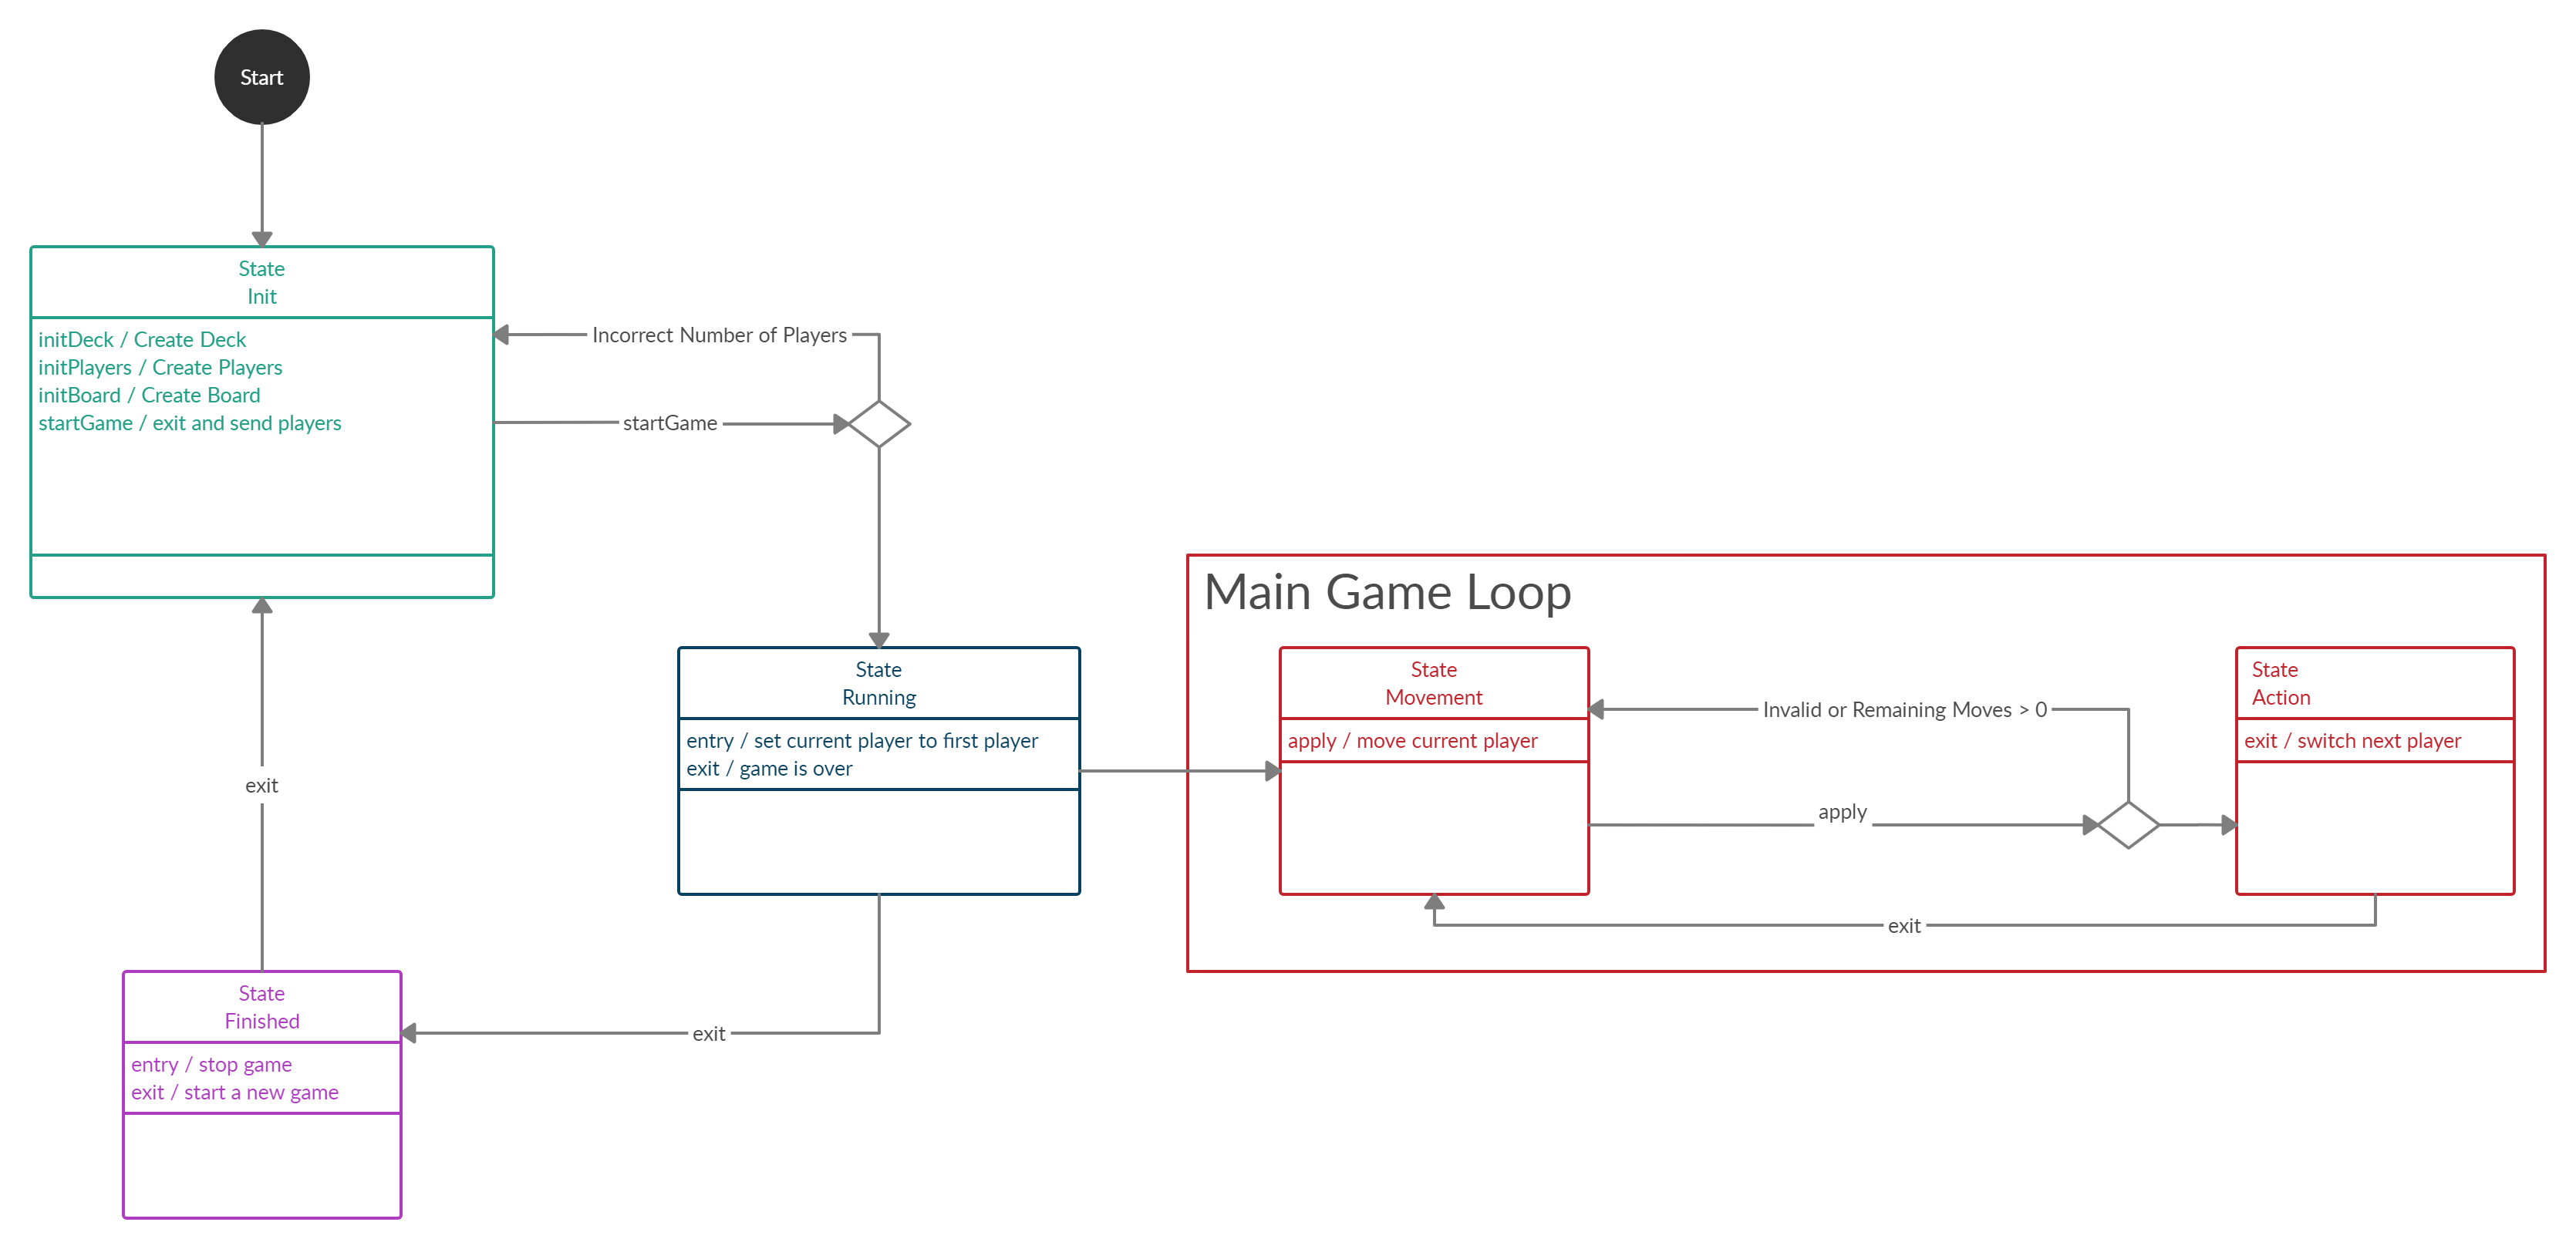 Start
State
Init
initDeck / Create Deck
initPlayers / Create Players
initBoard / Create Board
startGame / exit and send players
Incorrect Number of Players
startGame
Main Game Loop
State
Running
entry / set current player to first player
exit / game is over
State
Movement
apply / move current player
Invalid or Remaining Moves > 0
apply
State
Action
exit / switch next player
exit
exit
exit
State
Finished
entry / stop game
exit / start a new game